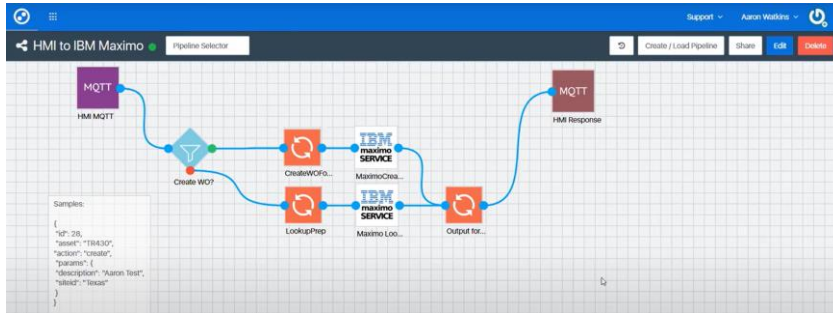 Support
Aaron Watkins
HMI to IBM Maximo
Pipeline Selector
Create / Load Pipeline
Share
Edit
Delete
MQTT
HMI MQTT
MQTT
HMI Response
Create WO?
CreateWOFo...
IBM
maximo
SERVICE
MaximoCrea...
LookupPrep
IBM
maximo
SERVICE
Maximo Loo...
Output for...
Samples:
{
"id": 28,
"asset": "TR430",
"action": "create",
"params": {
"description": "Aaron Test",
"siteid": "Texas"
}
}